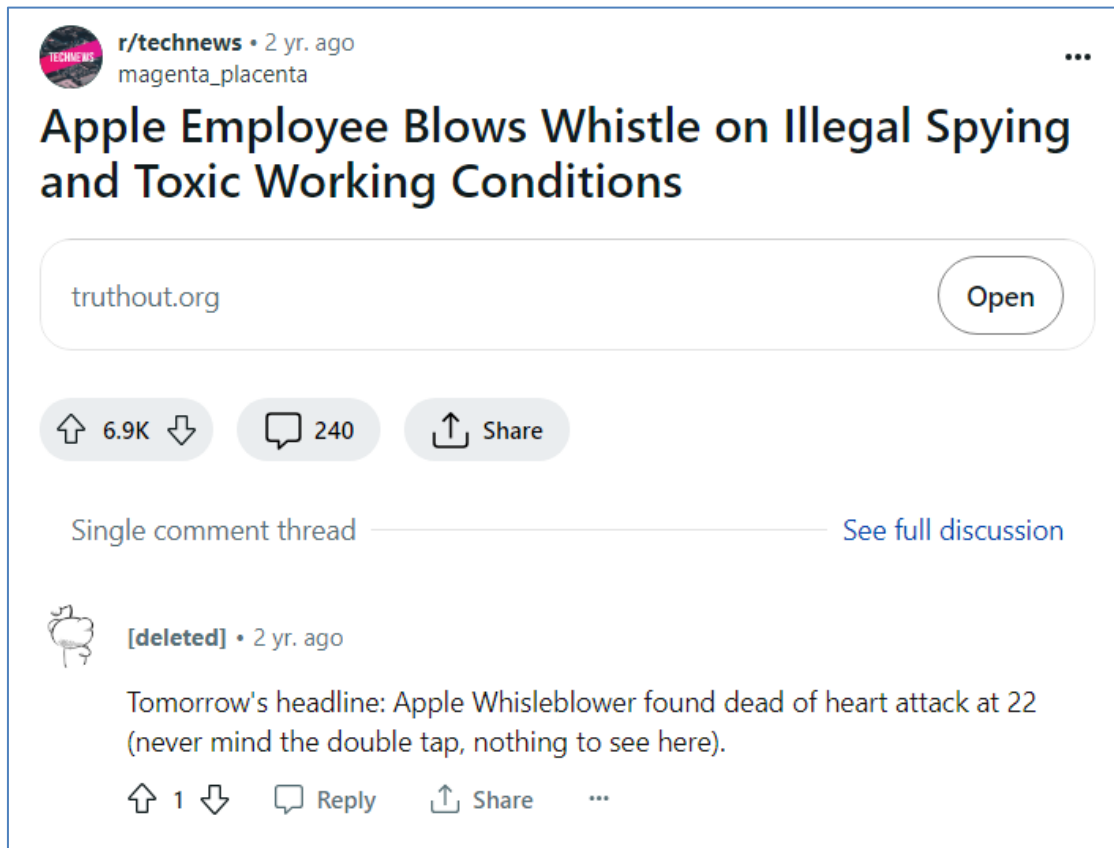 TECHNEWS
r/technews • 2 yr. ago
magenta_placenta
Apple Employee Blows Whistle on Illegal Spying
and Toxic Working Conditions
truthout.org
Open
6.9K
240
Share
Single comment thread
See full discussion
[deleted] • 2 yr. ago
Tomorrow's headline: Apple Whisleblower found dead of heart attack at 22
(never mind the double tap, nothing to see here).
1
Reply
Share